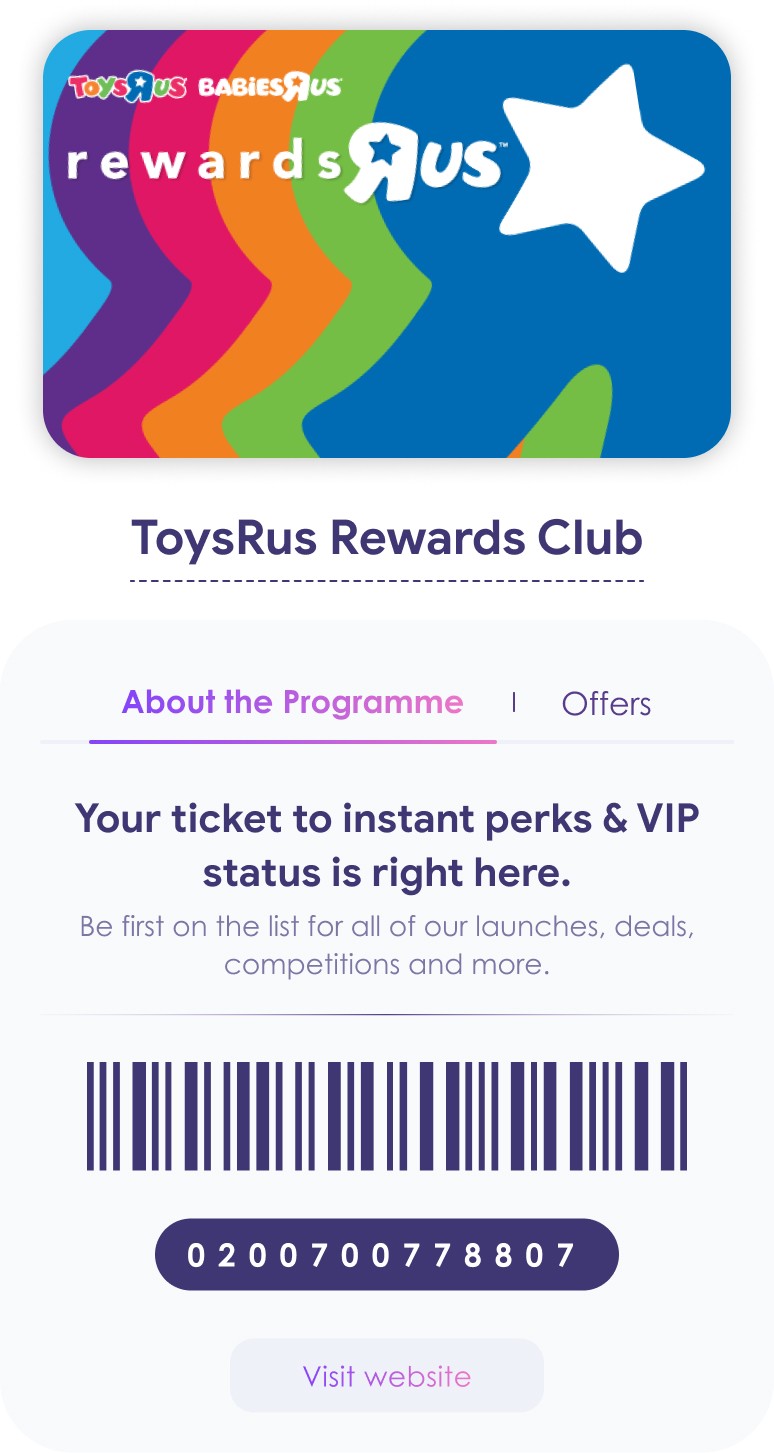 ToysRUs BABiESRUS
rewardsRus™
ToysRus Rewards Club
About the Programme | Offers
Your ticket to instant perks & VIP
status is right here.
Be first on the list for all of our launches, deals,
competitions and more.
0200700778807
Visit website